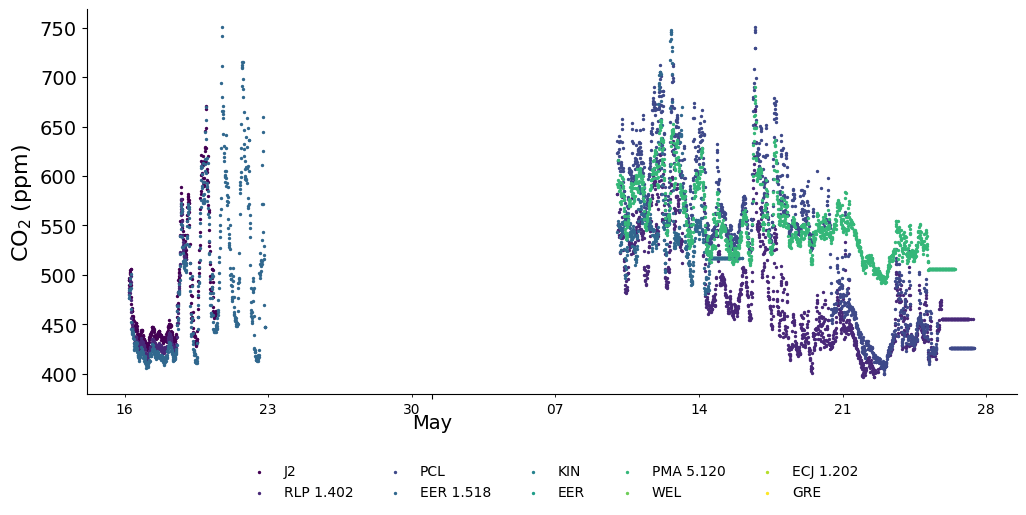 750
700
650
600
550
500
450
400
CO₂ (ppm)
16 23 30 07 14 21 28
May
J2 PCL KIN PMA 5.120 ECJ 1.202
RLP 1.402 EER 1.518 EER WEL GRE